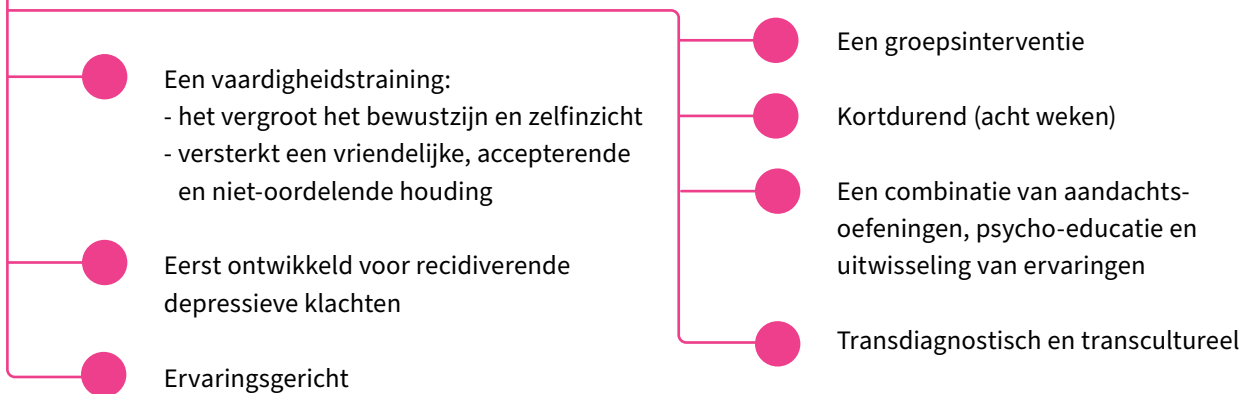 Een vaardigheidstraining:
- het vergroot het bewustzijn en zelfinzicht
- versterkt een vriendelijke, accepterende
en niet-oordelende houding
Eerst ontwikkeld voor recidiverende
depressieve klachten
Ervaringsgericht
Een groepsinterventie
Kortdurend (acht weken)
Een combinatie van aandachts-
oefeningen, psycho-educatie en
uitwisseling van ervaringen
Transdiagnostisch en transcultureel